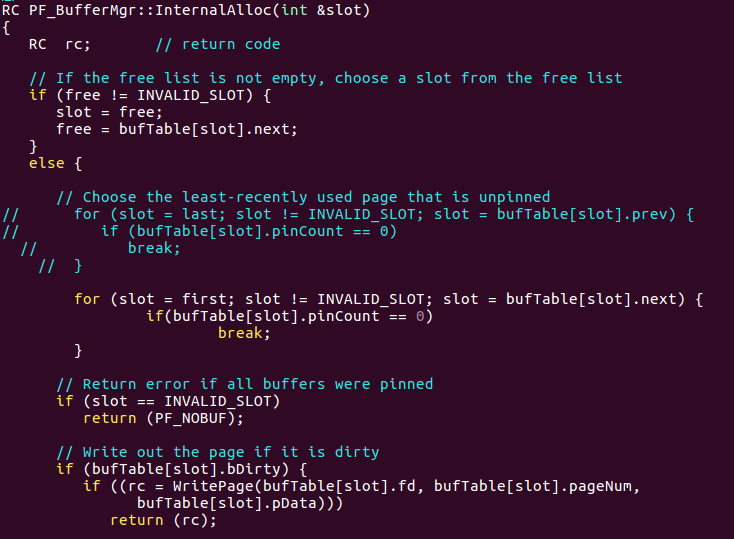 RC PF_BufferMgr::InternalAlloc(int &slot)
{
   RC  rc;       // return code

   // If the free list is not empty, choose a slot from the free list
   if (free != INVALID_SLOT) {
      slot = free;
      free = bufTable[slot].next;
   }
   else {

      // Choose the least-recently used page that is unpinned
//      for (slot = last; slot != INVALID_SLOT; slot = bufTable[slot].prev) {
//         if (bufTable[slot].pinCount == 0)
  //          break;
    //  }

        for (slot = first; slot != INVALID_SLOT; slot = bufTable[slot].next) {
                if(bufTable[slot].pinCount == 0)
                        break;
        }

      // Return error if all buffers were pinned
      if (slot == INVALID_SLOT)
         return (PF_NOBUF);

      // Write out the page if it is dirty
      if (bufTable[slot].bDirty) {
         if ((rc = WritePage(bufTable[slot].fd, bufTable[slot].pageNum,
               bufTable[slot].pData)))
            return (rc);